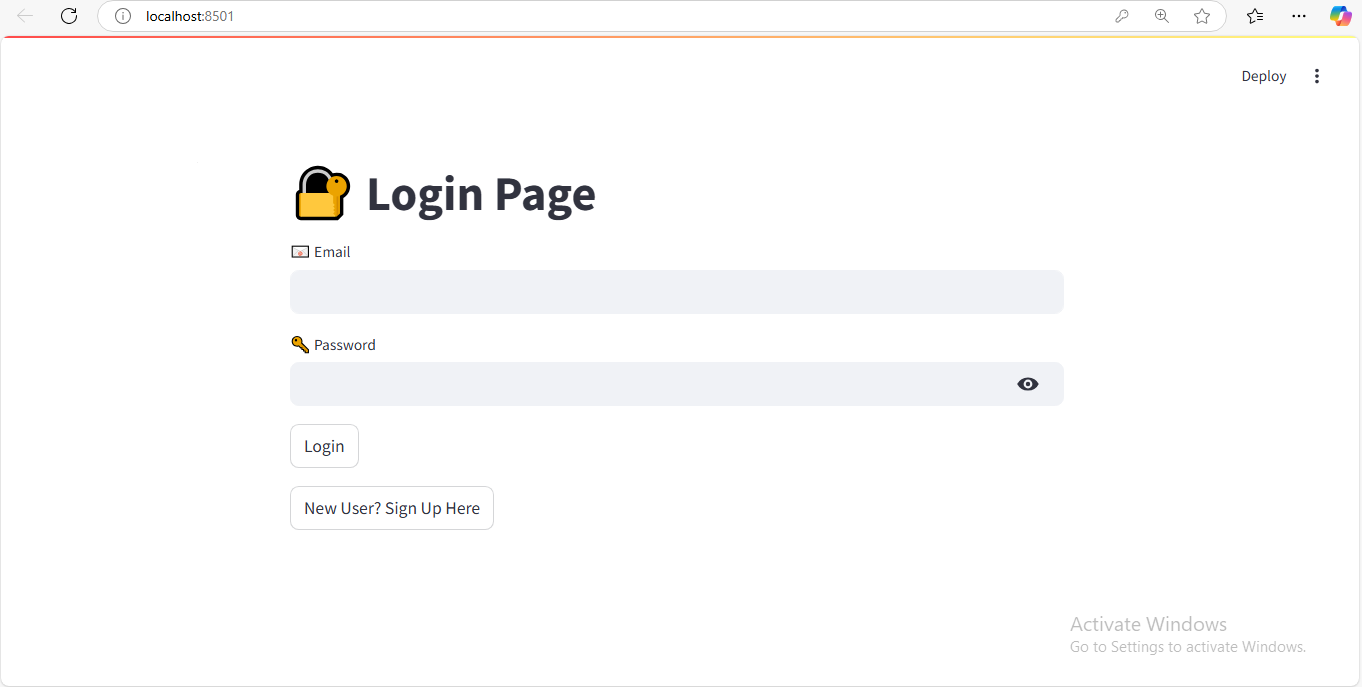 localhost:8501
Deploy
Login Page
Email
Password
Login
New User? Sign Up Here
Activate Windows
Go to Settings to activate Windows.